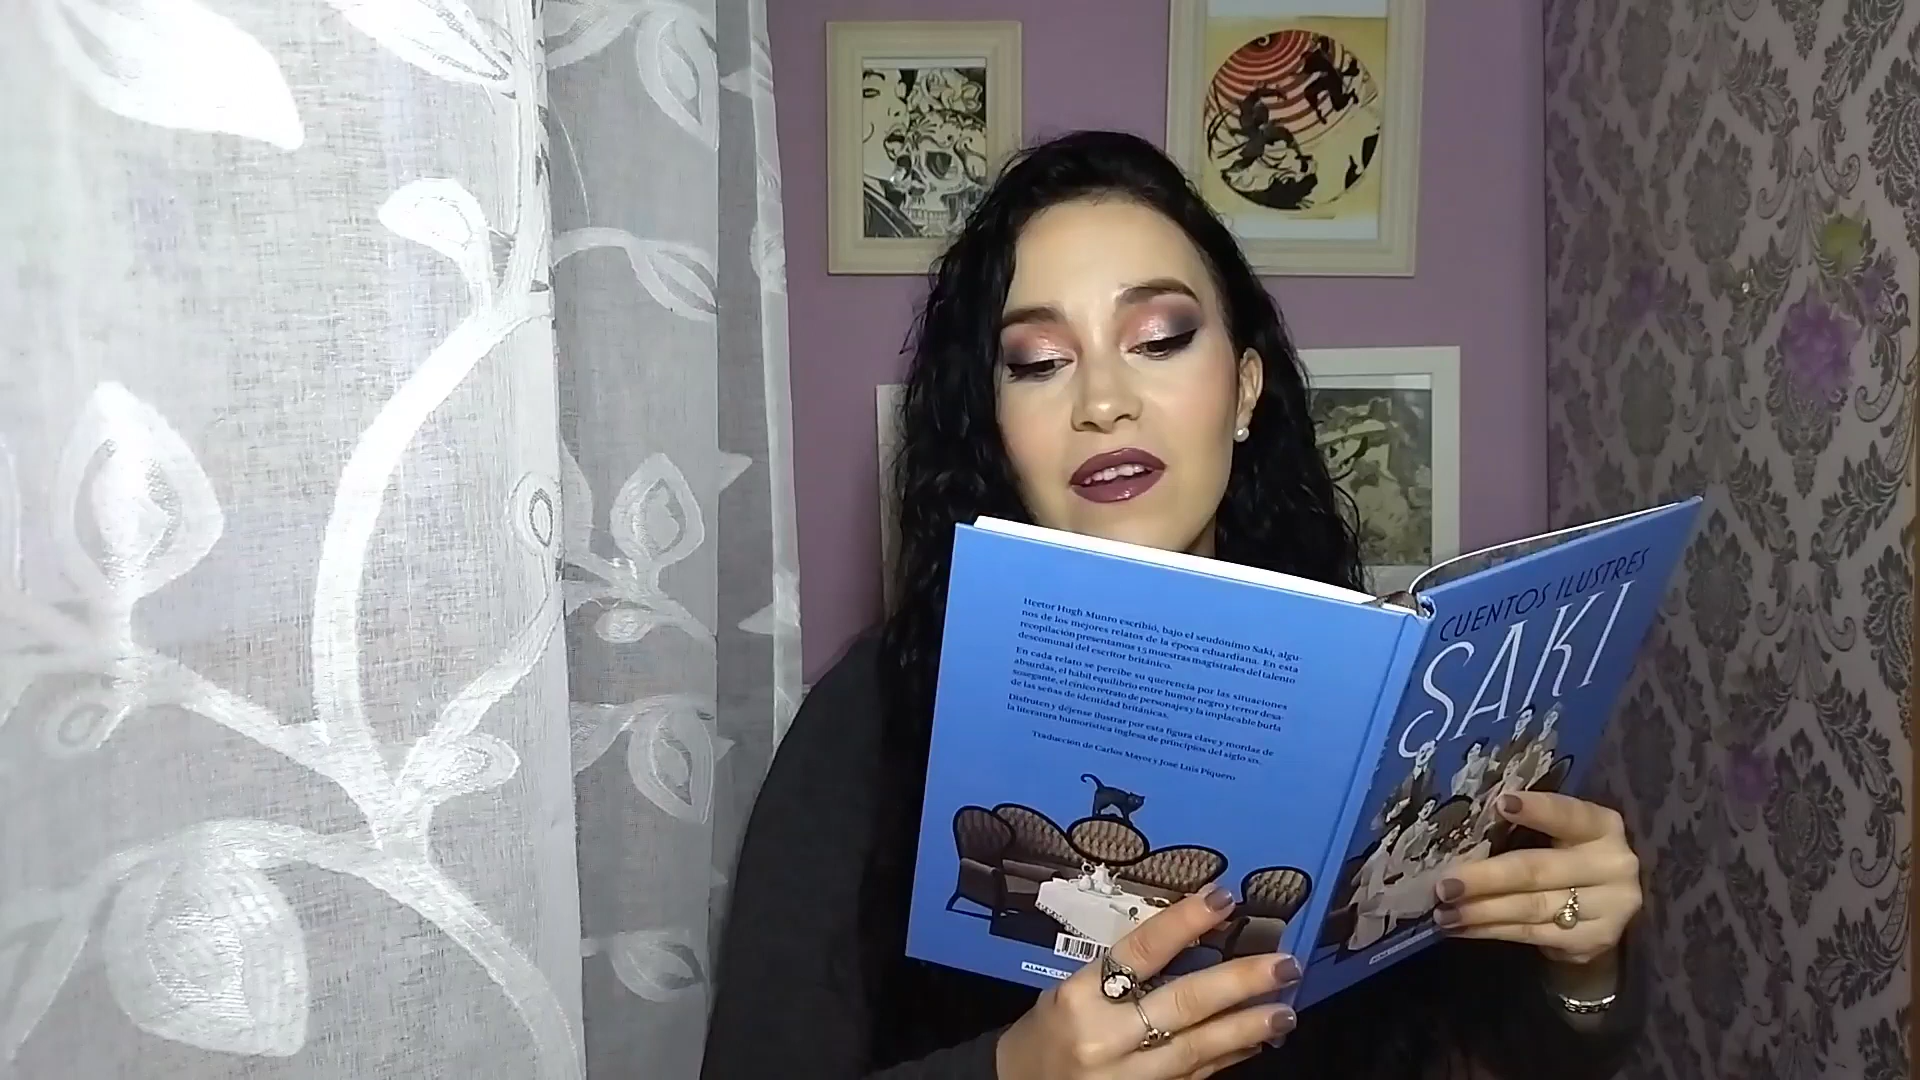 Hector Hugh Munro escribió, bajo el seudónimo Saki, algu-
nos de los mejores relatos de la época eduardiana. En esta
recopilación presentamos 15 muestras magistrales del talento
descomunal del escritor británico.
En cada relato se percibe su querencia por las situaciones
absurdas, el hábil equilibrio entre humor negro y terror desa-
sosegante, el cínico retrato de personajes y la implacable burla
de las señas de identidad británicas.
Disfruten y déjense ilustrar por esta figura clave y mordaz de
la literatura humorística inglesa de principios del siglo xix.
Traducción de Carlos Mayor y José Luis Piquero
ALMA
CUENTOS ILUSTRES
SAKI